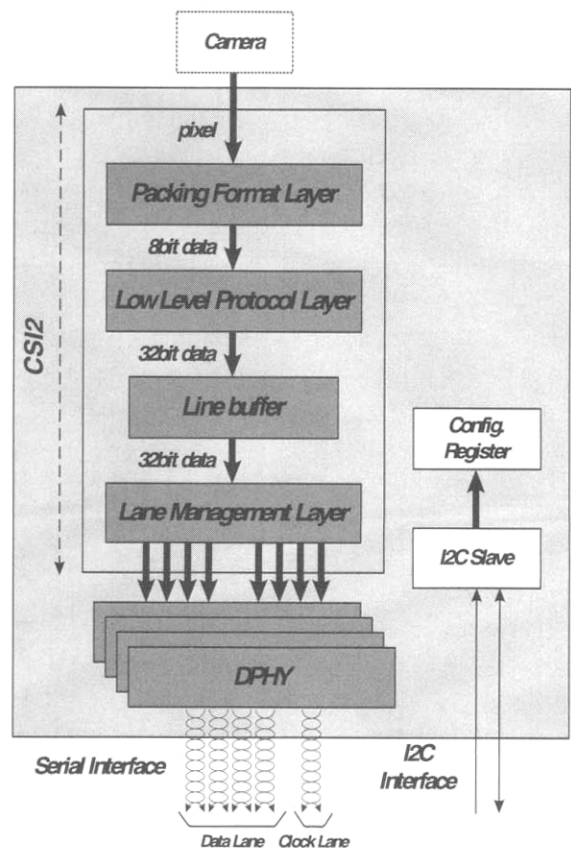 Camera
pixel
Packing Format Layer
8bit data
Low Level Protocol Layer
CSI2
32bit data
Line buffer
32bit data
Lane Management Layer
Config.
Register
I2C Slave
DPHY
Serial Interface
I2C
Interface
Data Lane
Clock Lane